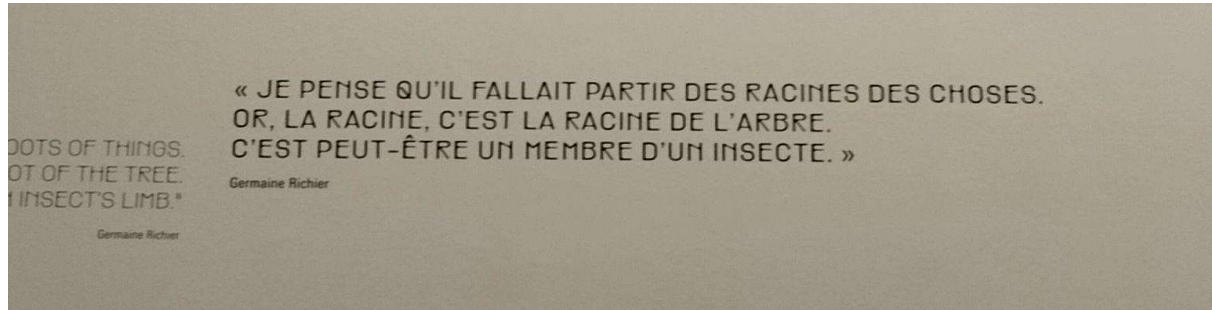 OOTS OF THINGS.
OT OF THE TREE.
INSECT'S LIMB."
Germaine Richier
« JE PENSE QU'IL FALLAIT PARTIR DES RACINES DES CHOSES.
OR, LA RACINE, C'EST LA RACINE DE L'ARBRE.
C'EST PEUT-ÊTRE UN MEMBRE D'UN INSECTE. »
Germaine Richier